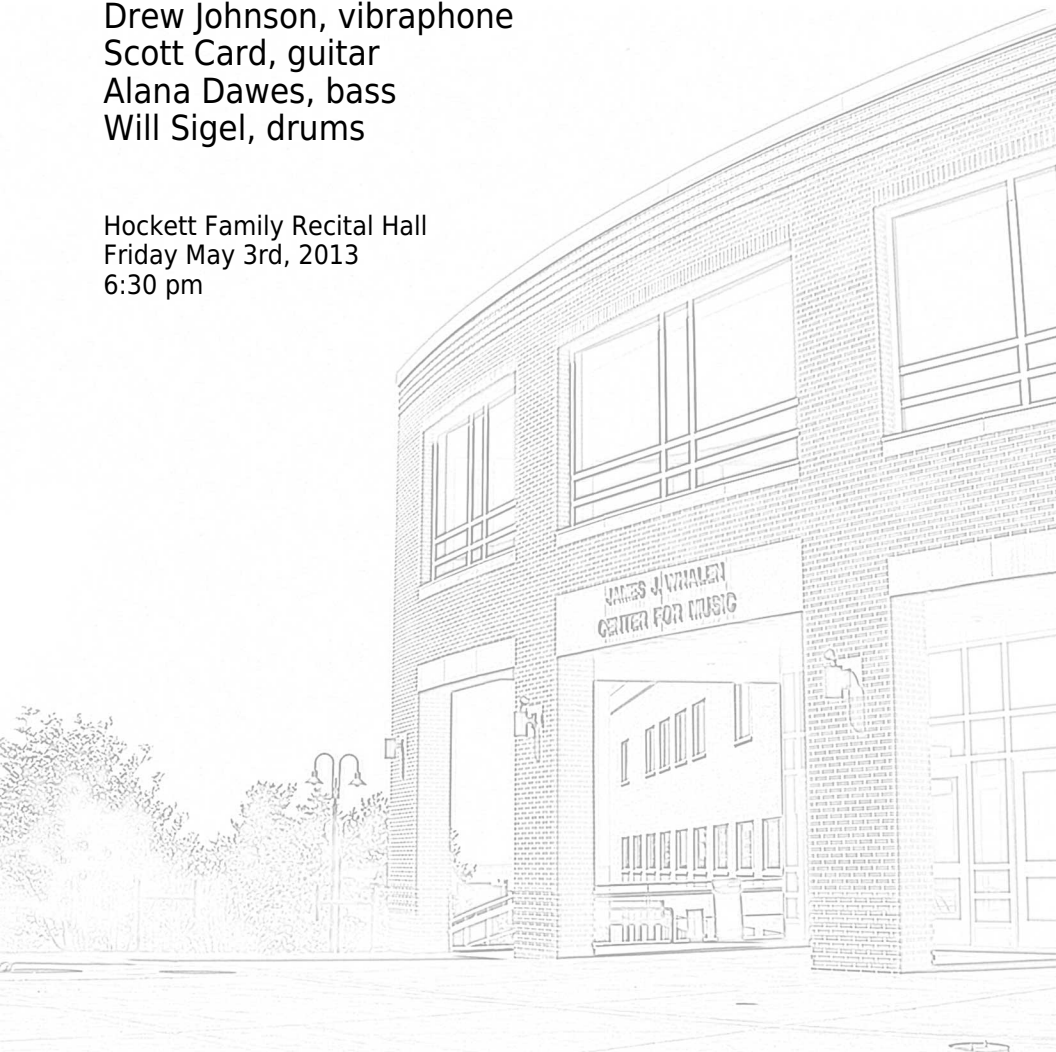 Drew Johnson, vibraphone
Scott Card, guitar
Alana Dawes, bass
Will Sigel, drums
Hockett Family Recital Hall
Friday May 3rd, 2013
6:30 pm
JAMES J. WHALEN
CENTER FOR MUSIC